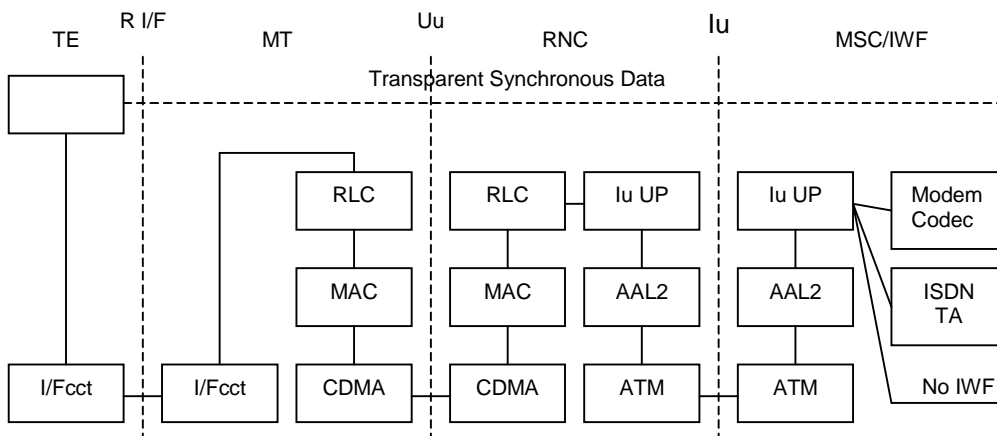 R I/F
Uu
Iu
TE
MT
RNC
MSC/IWF
Transparent Synchronous Data
RLC
RLC
Iu UP
Iu UP
Modem
Codec
MAC
MAC
AAL2
AAL2
ISDN
TA
I/Fcct
I/Fcct
CDMA
CDMA
ATM
ATM
No IWF